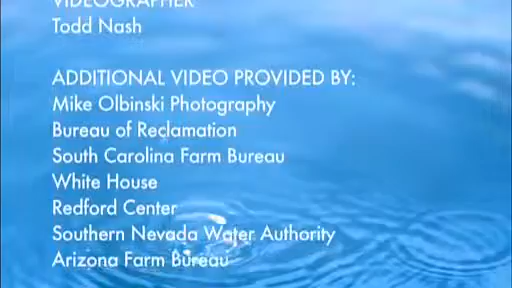 VIDEOGRAPHER
Todd Nash
ADDITIONAL VIDEO PROVIDED BY:
Mike Olbinski Photography
Bureau of Reclamation
South Carolina Farm Bureau
White House
Redford Center
Southern Nevada Water Authority
Arizona Farm Bureau